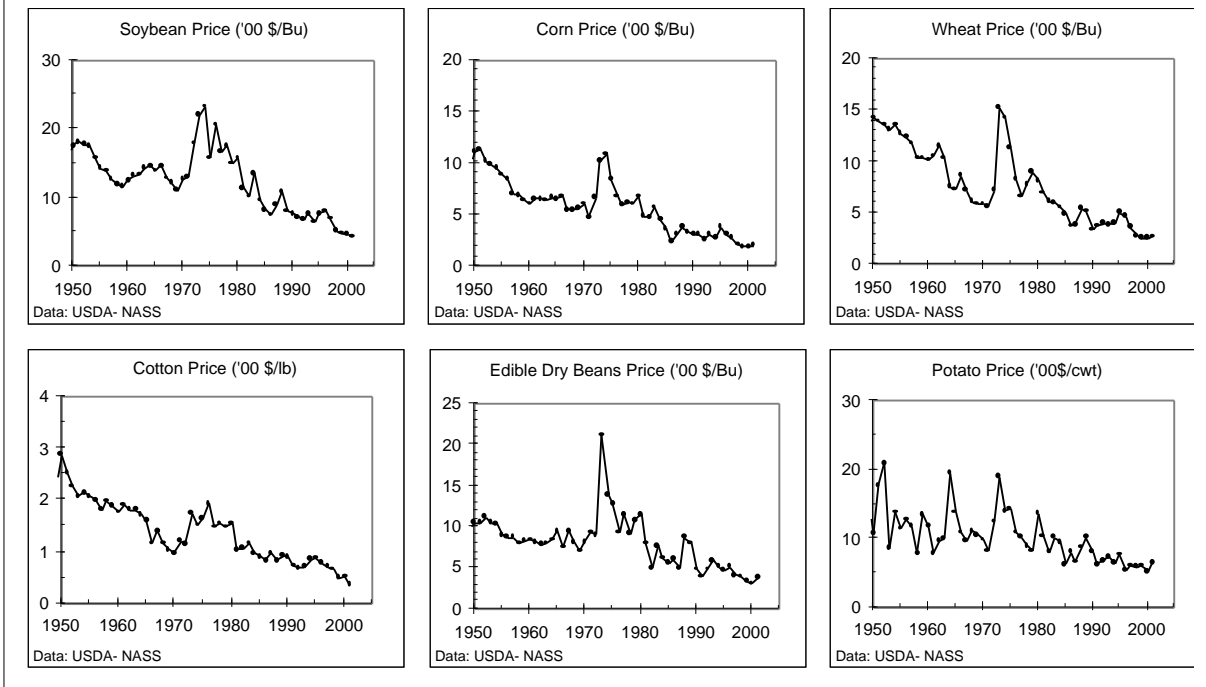 Soybean Price ('00 $/Bu)
30
20
10
0
1950 1960 1970 1980 1990 2000
Data: USDA- NASS
Corn Price ('00 $/Bu)
20
15
10
5
0
1950 1960 1970 1980 1990 2000
Data: USDA- NASS
Wheat Price ('00 $/Bu)
20
15
10
5
0
1950 1960 1970 1980 1990 2000
Data: USDA- NASS
Cotton Price ('00 $/lb)
4
3
2
1
0
1950 1960 1970 1980 1990 2000
Data: USDA- NASS
Edible Dry Beans Price ('00 $/Bu)
25
20
15
10
5
0
1950 1960 1970 1980 1990 2000
Data: USDA- NASS
Potato Price ('00$/cwt)
30
20
10
0
1950 1960 1970 1980 1990 2000
Data: USDA- NASS